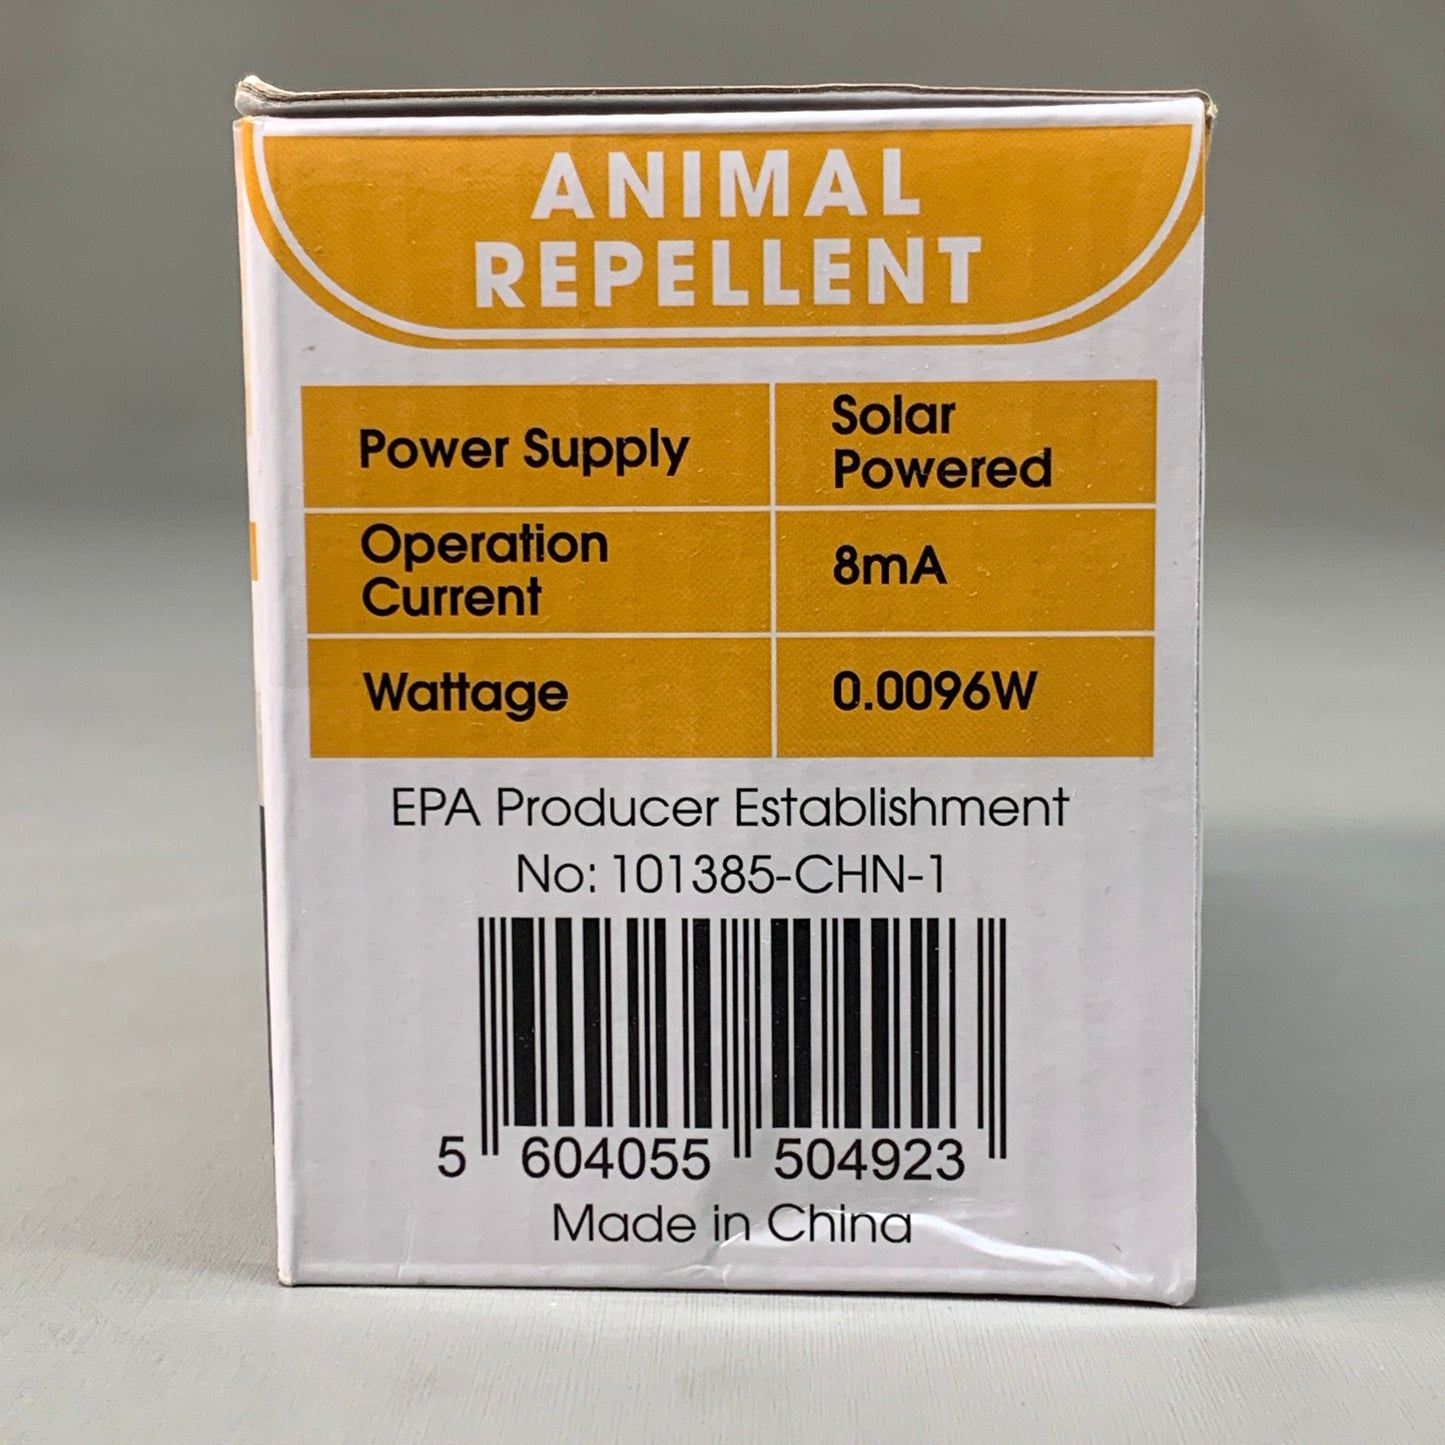 ANIMAL
REPELLENT
Power Supply
Solar
Powered
Operation
Current
8mA
Wattage
0.0096W
EPA Producer Establishment
No: 101385-CHN-1
5 604055 504923
Made in China